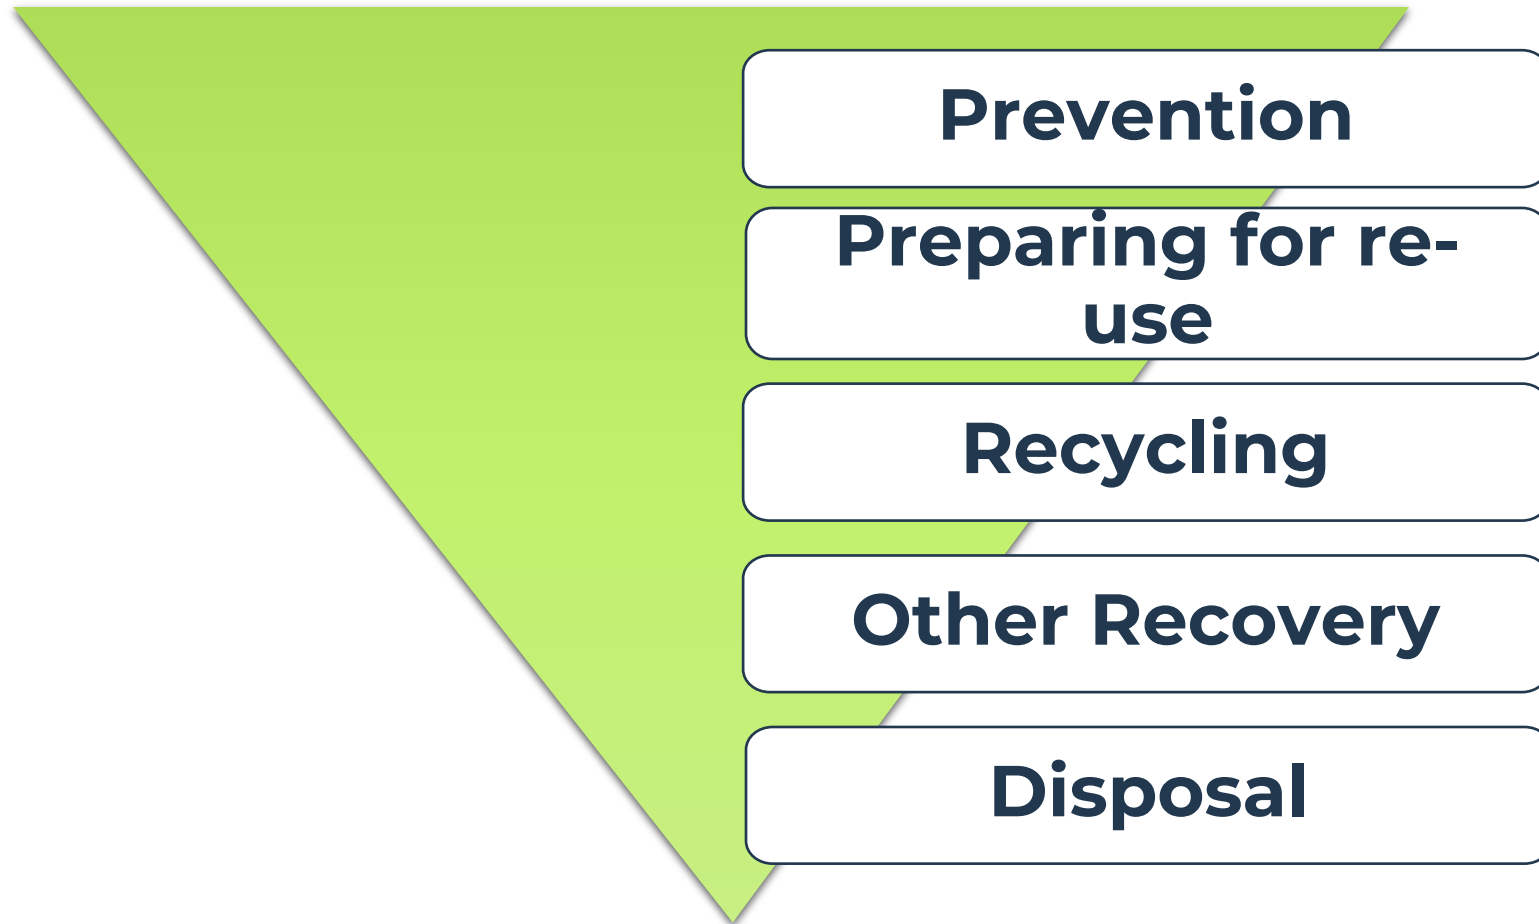 Prevention
Preparing for re-
use
Recycling
Other Recovery
Disposal